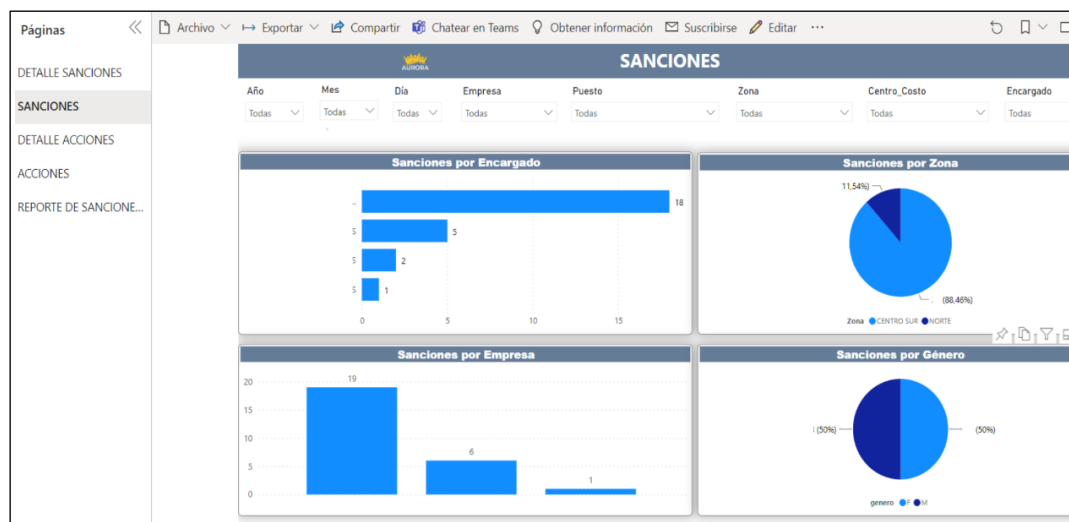 Páginas
DETALLE SANCIONES
SANCIONES
DETALLE ACCIONES
ACCIONES
REPORTE DE SANCIONE...
Archivo Exportar Compartir Chatear en Teams Obtener información Suscribirse Editar ...
AURORA
SANCIONES
Año Mes Día Empresa Puesto Zona Centro_Costo Encargado
Todas Todas Todas Todas Todas Todas Todas Todas
Sanciones por Encargado
18
S 5
S 2
S 1
0 5 10 15
Sanciones por Zona
11,54%)
(88,46%)
Zona CENTRO SUR NORTE
Sanciones por Empresa
20
15
10
5
0
19
6
1
Sanciones por Género
(50%)
(50%)
genero F M